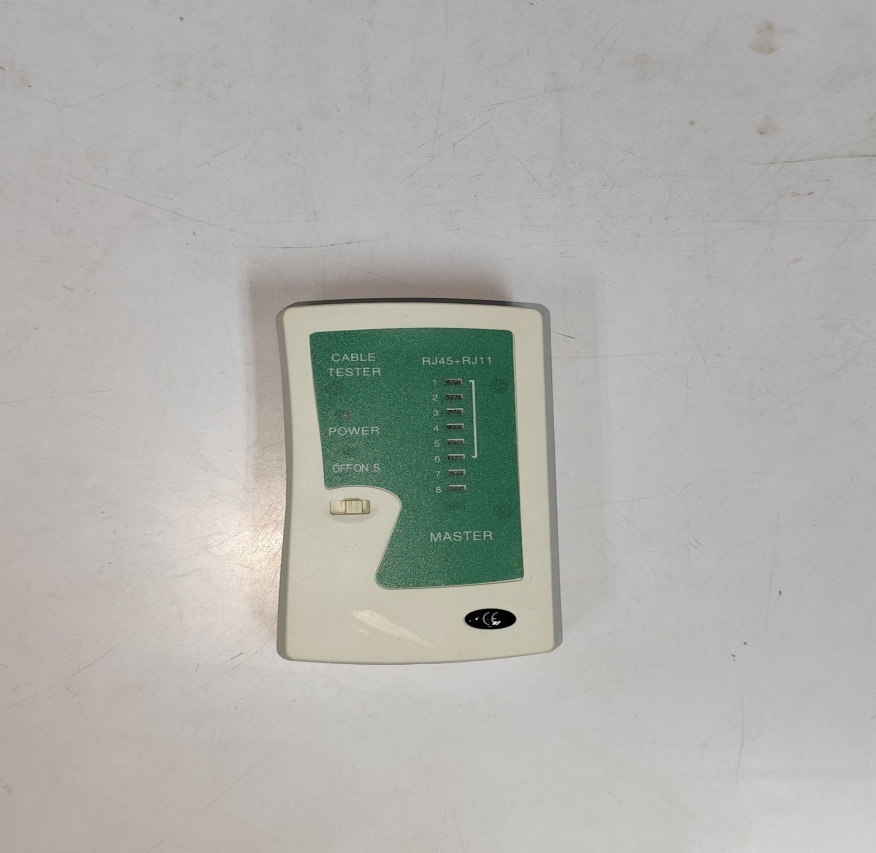 CABLE
TESTER
POWER
OFF ON S
RJ45+RJ11
1
2
3
4
5
6
7
8
MASTER
CE